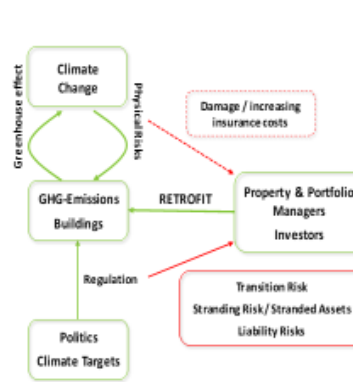 Climate
Change
Greenhouse effect
Physical Risks
Damage / increasing
insurance costs
GHG-Emissions
Buildings
RETROFIT
Property & Portfolio
Managers
Investors
Regulation
Transition Risk
Stranding Risk/ Stranded Assets
Liability Risks
Politics
Climate Targets